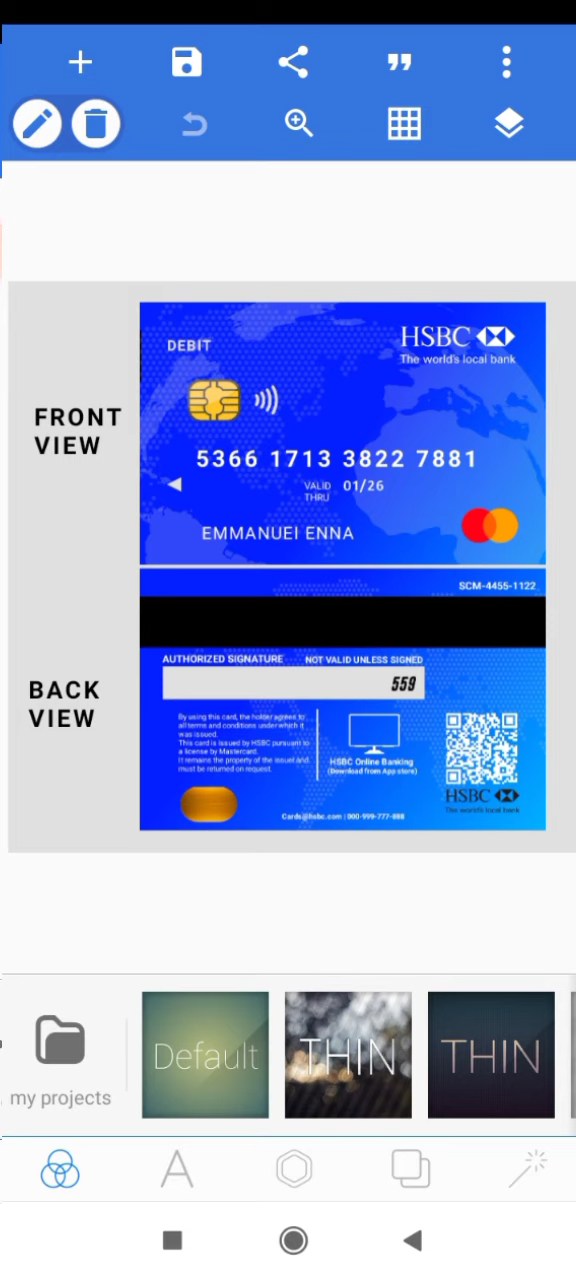 DEBIT
HSBC
The world's local bank
FRONT
VIEW
5366 1713 3822 7881
VALID
THRU
01/26
EMMANUEI ENNA
SCM-4455-1122
BACK
VIEW
AUTHORIZED SIGNATURE NOT VALID UNLESS SIGNED
559
By using this card, the holder agrees to
all terms and conditions under which it
was issued.
This card is issued by HSBC pursuant to
a license by Mastercard.
It remains the property of the issuer and
must be returned on request.
HSBC Online Banking
(Download from App store)
HSBC
The world's local bank
Cards@hsbc.com | 000-999-777-888
my projects
Default
THIN
THIN